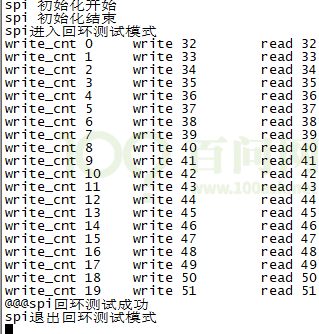 spi 初始化开始
spi 初始化结束
spi进入回环测试模式
write_cnt 0 write 32 read 32
write_cnt 1 write 33 read 33
write_cnt 2 write 34 read 34
write_cnt 3 write 35 read 35
write_cnt 4 write 36 read 36
write_cnt 5 write 37 read 37
write_cnt 6 write 38 read 38
write_cnt 7 write 39 read 39
write_cnt 8 write 40 read 40
write_cnt 9 write 41 read 41
write_cnt 10 write 42 read 42
write_cnt 11 write 43 read 43
write_cnt 12 write 44 read 44
write_cnt 13 write 45 read 45
write_cnt 14 write 46 read 46
write_cnt 15 write 47 read 47
write_cnt 16 write 48 read 48
write_cnt 17 write 49 read 49
write_cnt 18 write 50 read 50
write_cnt 19 write 51 read 51
@@@spi回环测试成功
spi退出回环测试模式